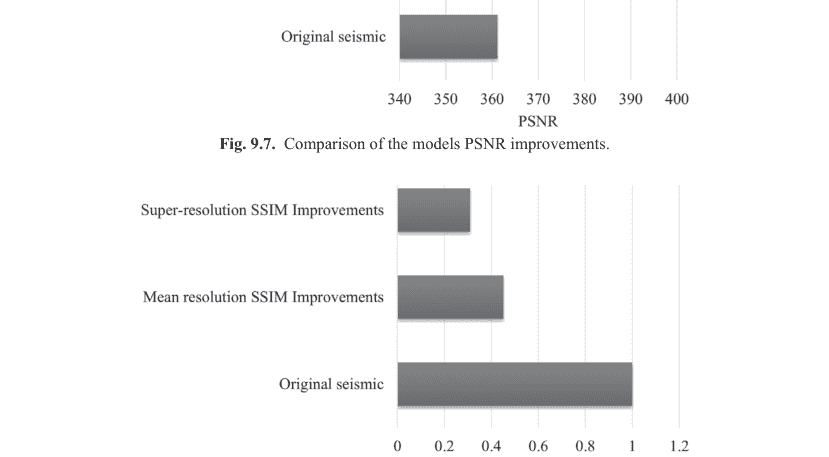 Original seismic
340 350 360 370 380 390 400
PSNR
Fig. 9.7. Comparison of the models PSNR improvements.
Super-resolution SSIM Improvements
Mean resolution SSIM Improvements
Original seismic
0 0.2 0.4 0.6 0.8 1 1.2